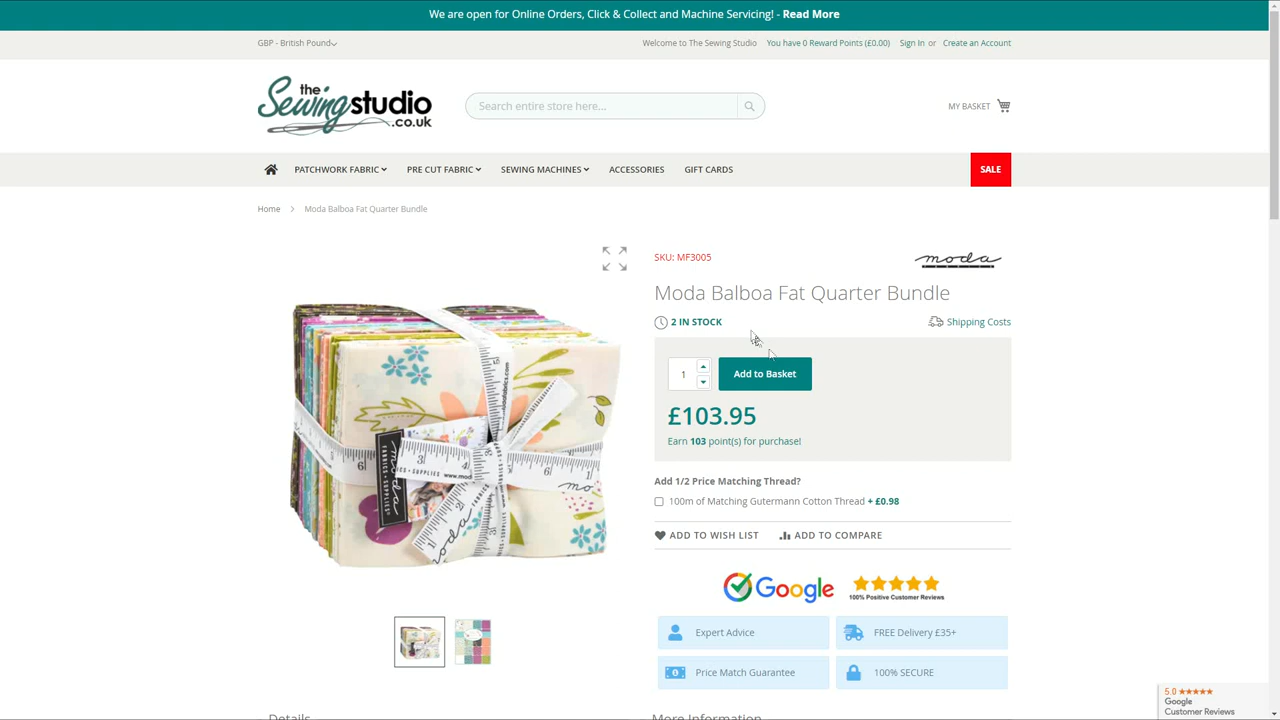 We are open for Online Orders, Click & Collect and Machine Servicing! - Read More
GBP - British Pound
Welcome to The Sewing Studio
You have 0 Reward Points (£0.00)
Sign In or Create an Account
the
Sewing studio
.co.uk
Search entire store here...
MY BASKET
PATCHWORK FABRIC
PRE CUT FABRIC
SEWING MACHINES
ACCESSORIES
GIFT CARDS
SALE
Home
Moda Balboa Fat Quarter Bundle
SKU: MF3005
moda
Moda Balboa Fat Quarter Bundle
2 IN STOCK
Shipping Costs
1
Add to Basket
£103.95
Earn 103 point(s) for purchase!
Add 1/2 Price Matching Thread?
100m of Matching Gutermann Cotton Thread + £0.98
ADD TO WISH LIST
ADD TO COMPARE
Google
100% Positive Customer Reviews
Expert Advice
FREE Delivery £35+
Price Match Guarantee
100% SECURE
Details
More Information
5.0
Google
Customer Reviews
moda
FABRICS + SUPPLIES
moda